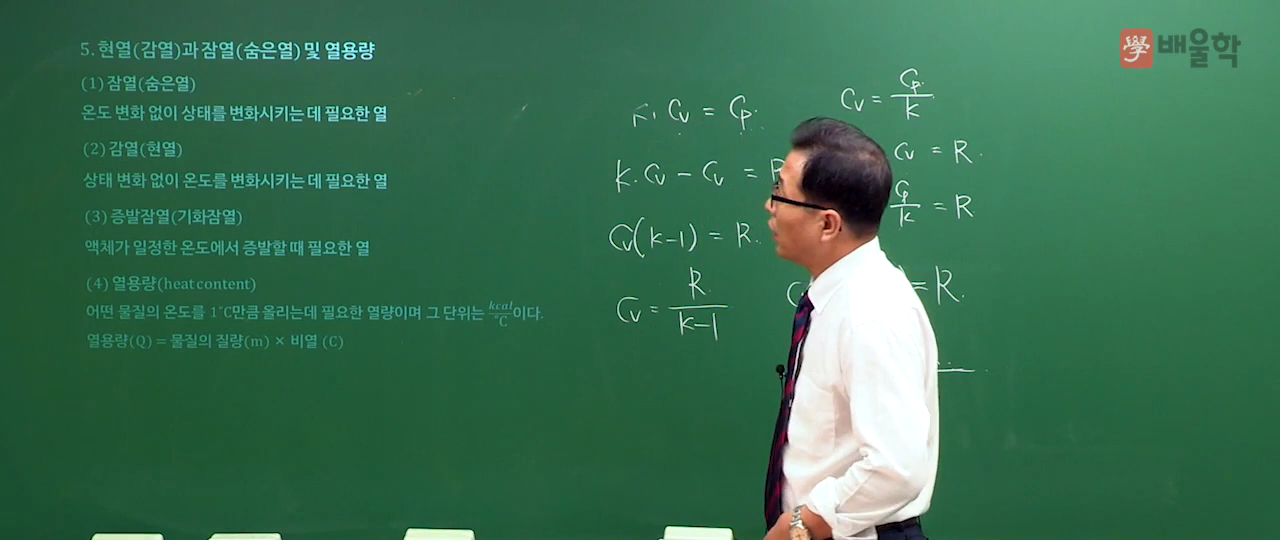 5. 현열(감열)과 잠열(숨은열) 및 열용량
(1) 잠열(숨은열)
온도 변화 없이 상태를 변화시키는 데 필요한 열
(2) 감열(현열)
상태 변화 없이 온도를 변화시키는 데 필요한 열
(3) 증발잠열(기화잠열)
액체가 일정한 온도에서 증발할 때 필요한 열
(4) 열용량(heat content)
어떤 물질의 온도를 1℃만큼 올리는데 필요한 열량이며 그 단위는 kcal/℃ 이다.
열용량(Q) = 물질의 질량(m) × 비열 (C)
K · Cv = Cp.
K. Cv - Cv = R
Cv(K-1) = R.
Cv = R/K-1
Cv = Cp/K
Cv = R.
Cp/K = R
= R.
學 배울학